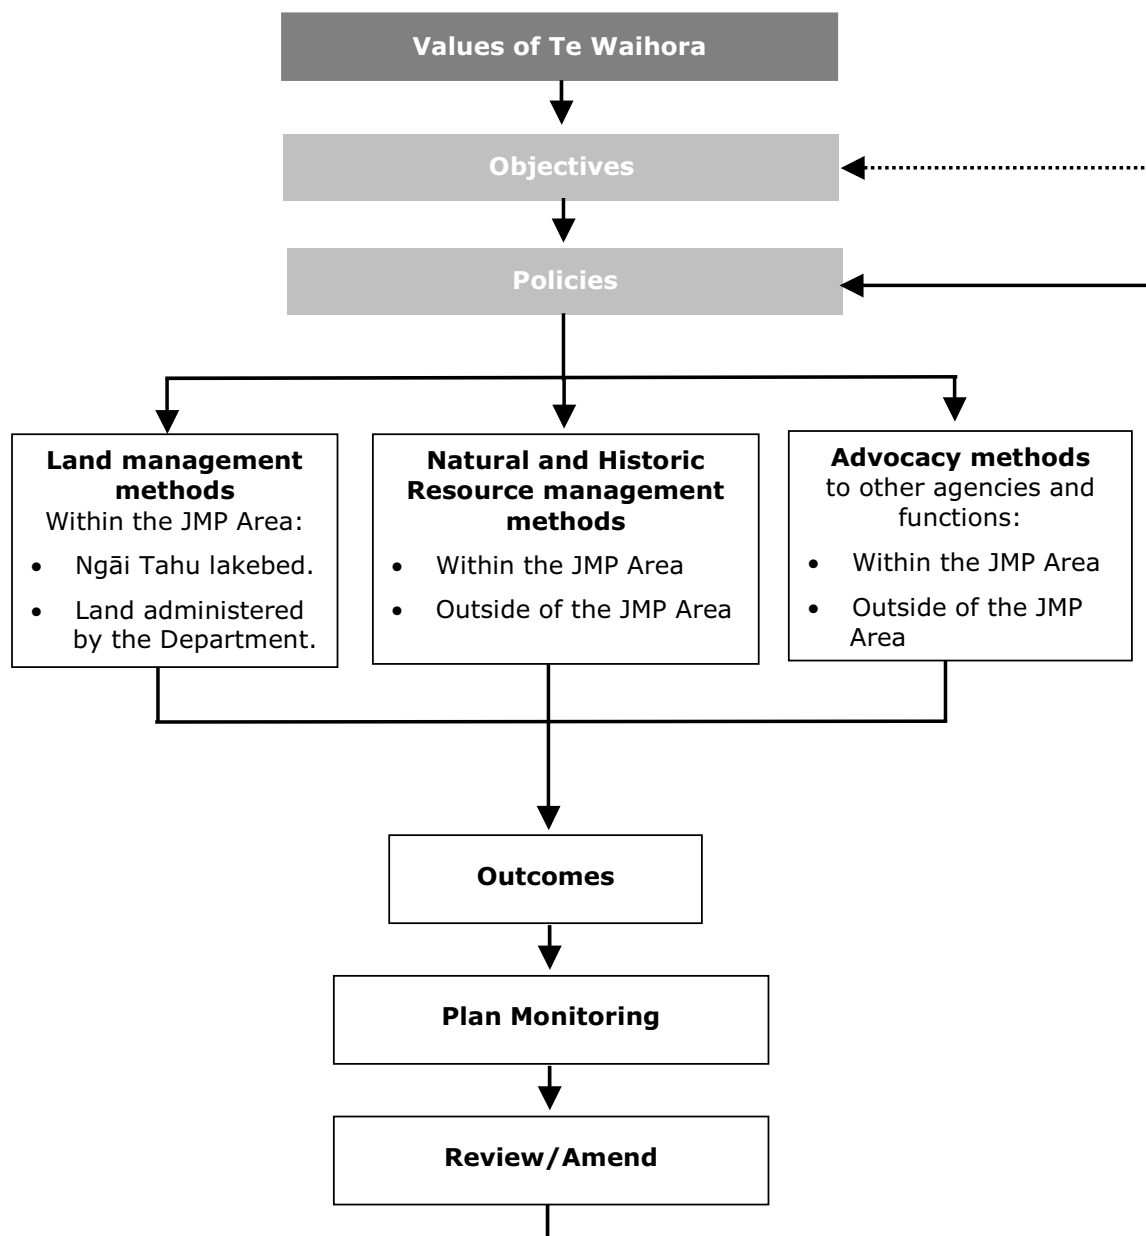 Values of Te Waihora
Objectives
Policies
Land management
methods
Within the JMP Area:
• Ngāi Tahu lakebed.
• Land administered
by the Department.
Natural and Historic
Resource management
methods
• Within the JMP Area
• Outside of the JMP Area
Advocacy methods
to other agencies and
functions:
• Within the JMP Area
• Outside of the JMP
Area
Outcomes
Plan Monitoring
Review/Amend